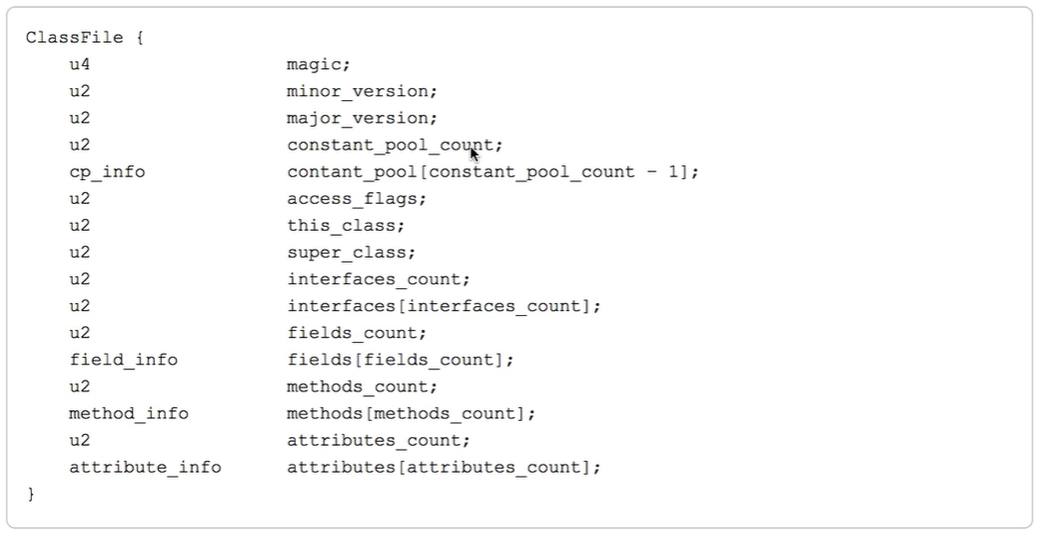 ClassFile {
u4 magic;
u2 minor_version;
u2 major_version;
u2 constant_pool_count;
cp_info contant_pool[constant_pool_count - 1];
u2 access_flags;
u2 this_class;
u2 super_class;
u2 interfaces_count;
u2 interfaces[interfaces_count];
u2 fields_count;
field_info fields[fields_count];
u2 methods_count;
method_info methods[methods_count];
u2 attributes_count;
attribute_info attributes[attributes_count];
}